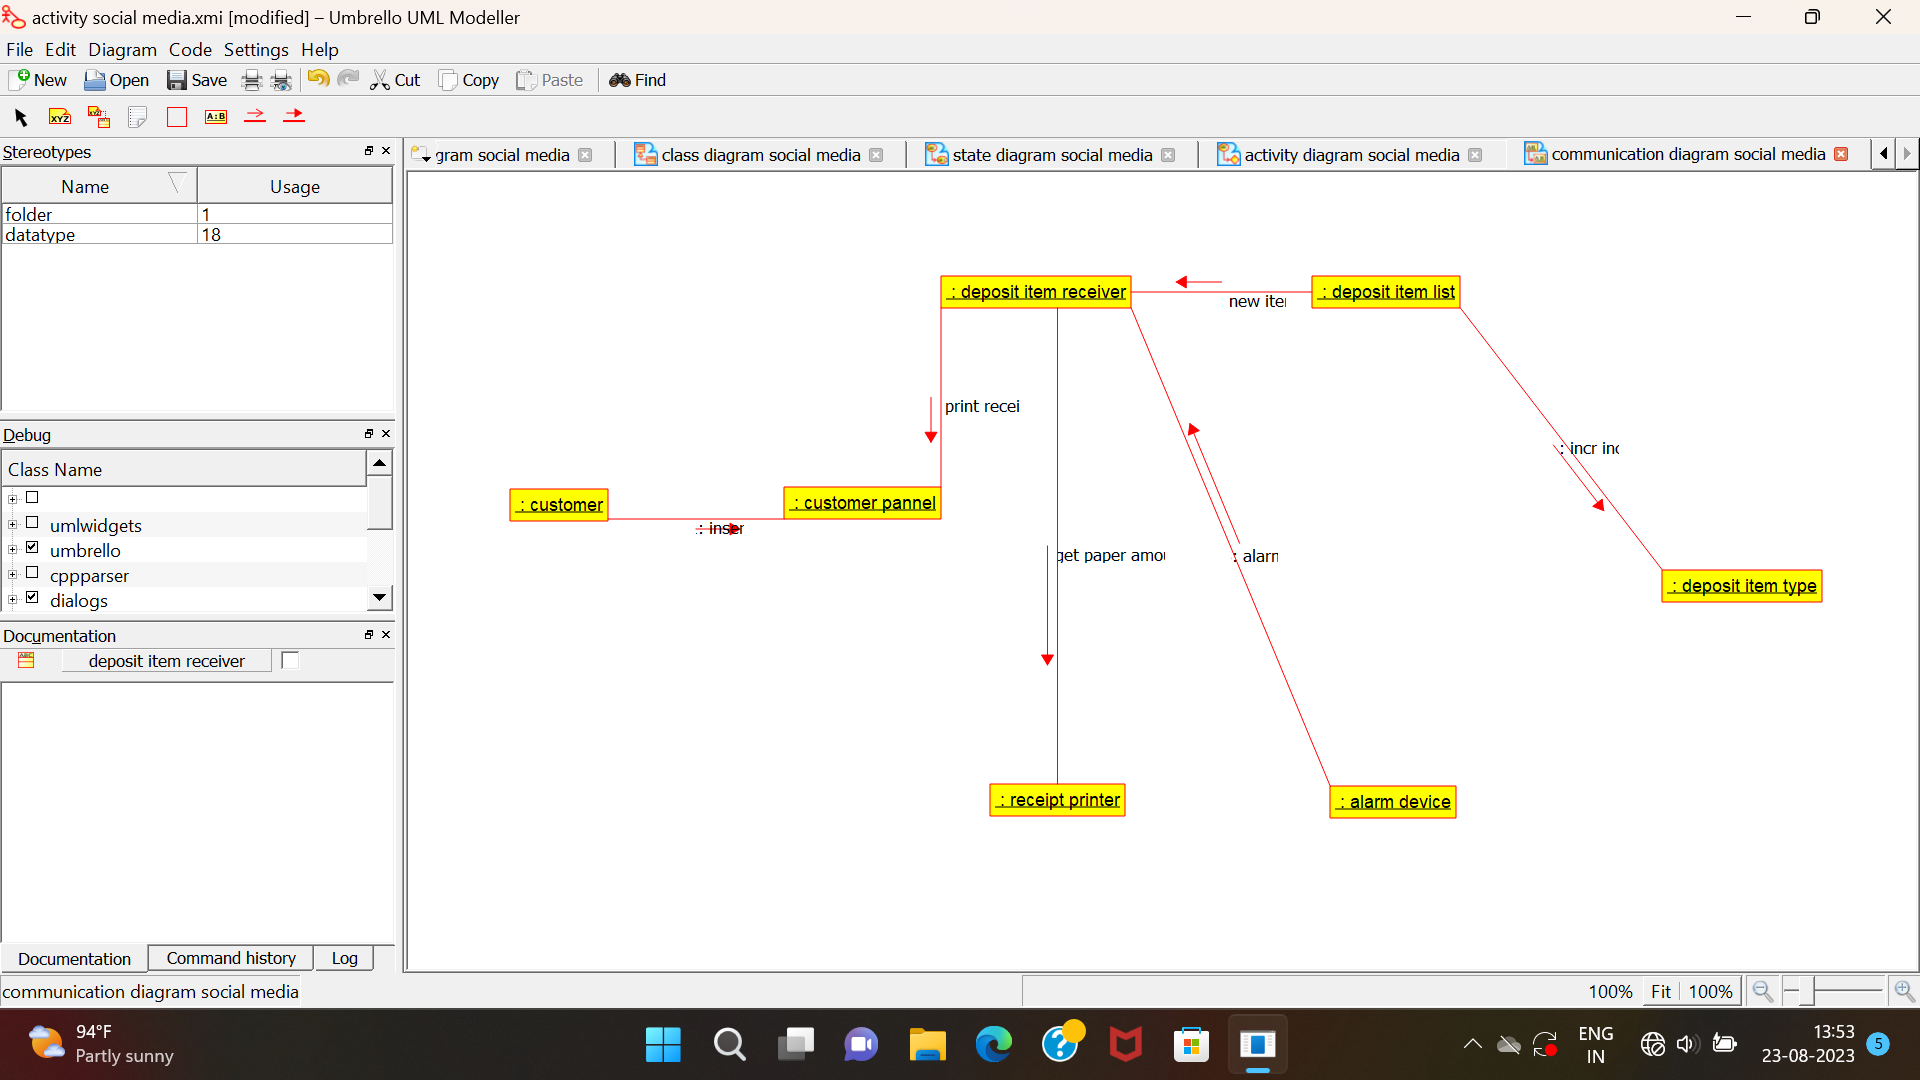 activity social media.xmi [modified] – Umbrello UML Modeller
File Edit Diagram Code Settings Help
New Open Save Cut Copy Paste Find
XYZ XYZ A:B
Stereotypes
gram social media class diagram social media state diagram social media activity diagram social media communication diagram social media
Name Usage
folder 1
datatype 18
: deposit item receiver
: deposit item list
new iter
print recei
Debug
Class Name
umlwidgets
umbrello
cppparser
dialogs
: incr inc
: customer
: customer pannel
: inser
get paper amou
: alarn
: deposit item type
Documentation
deposit item receiver
: receipt printer
: alarm device
Documentation Command history Log
communication diagram social media
100% Fit 100%
94°F
Partly sunny
ENG
IN
13:53
23-08-2023
5